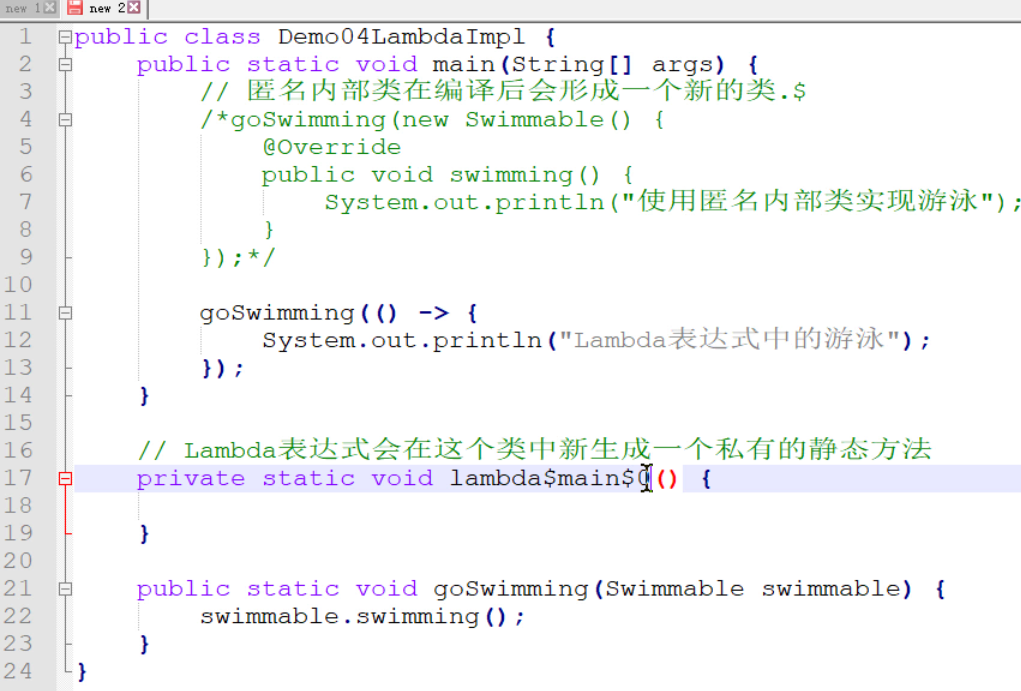 new 1 new 2
1 public class Demo04LambdaImpl {
2 public static void main(String[] args) {
3 // 匿名内部类在编译后会形成一个新的类.$
4 /*goSwimming(new Swimmable() {
5 @Override
6 public void swimming() {
7 System.out.println("使用匿名内部类实现游泳");
8 }
9 });*/
10
11 goSwimming(() -> {
12 System.out.println("Lambda表达式中的游泳");
13 });
14 }
15
16 // Lambda表达式会在这个类中新生成一个私有的静态方法
17 private static void lambda$main$0() {
18
19 }
20
21 public static void goSwimming(Swimmable swimmable) {
22 swimmable.swimming();
23 }
24 }